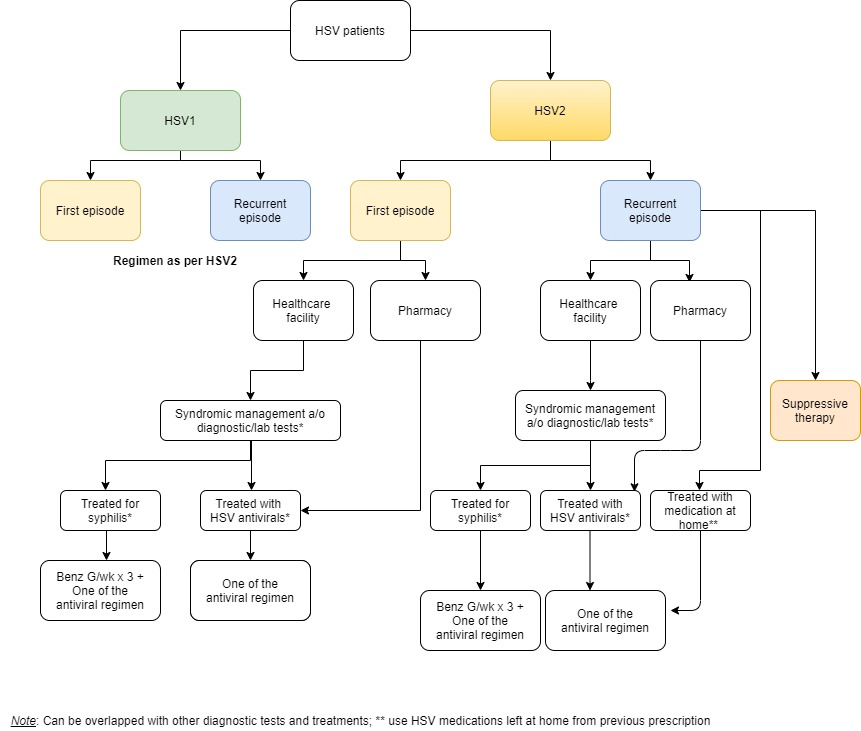 HSV patients
HSV1
HSV2
First episode
Recurrent
episode
First episode
Recurrent
episode
Regimen as per HSV2
Healthcare
facility
Pharmacy
Healthcare
facility
Pharmacy
Suppressive
therapy
Syndromic management a/o
diagnostic/lab tests*
Syndromic management
a/o diagnostic/lab tests*
Treated for
syphilis*
Treated with
HSV antivirals*
Treated for
syphilis*
Treated with
HSV antivirals*
Treated with
medication at
home**
Benz G/wk x 3 +
One of the
antiviral regimen
One of the
antiviral regimen
Benz G/wk x 3 +
One of the
antiviral regimen
One of the
antiviral regimen
Note: Can be overlapped with other diagnostic tests and treatments; ** use HSV medications left at home from previous prescription